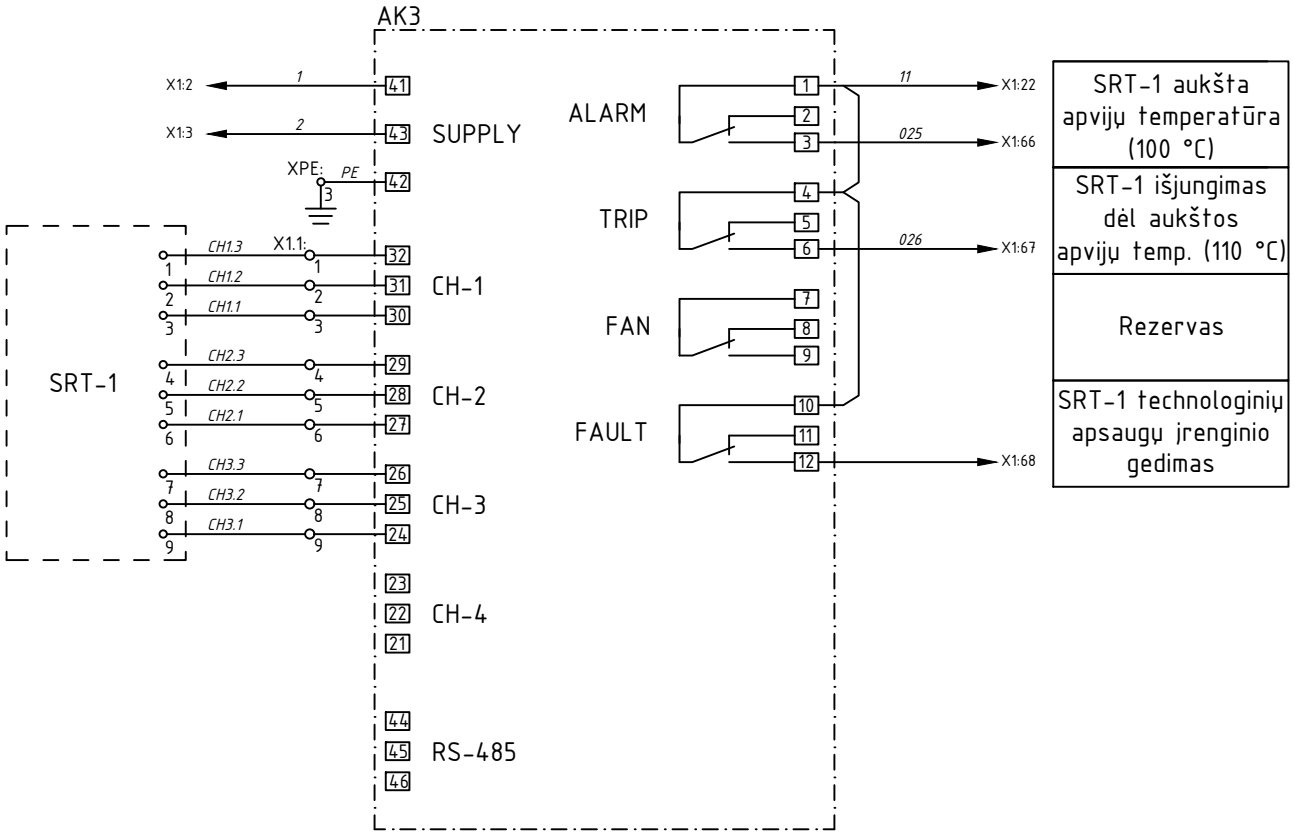 AK3
X1:2 1 41
X1:3 2 43 SUPPLY
XPE: PE 42
3
SRT-1
1 CH1.3 X1.1: 1 32
2 CH1.2 2 31 CH-1
3 CH1.1 3 30
4 CH2.3 4 29
5 CH2.2 5 28 CH-2
6 CH2.1 6 27
7 CH3.3 7 26
8 CH3.2 8 25 CH-3
9 CH3.1 9 24
23
22 CH-4
21
44
45 RS-485
46
ALARM
1 11 X1:22
2
3 025 X1:66
TRIP
4
5
6 026 X1:67
FAN
7
8
9
FAULT
10
11
12 X1:68
SRT-1 aukšta
apvijų temperatūra
(100 °C)
SRT-1 išjungimas
dėl aukštos
apvijų temp. (110 °C)
Rezervas
SRT-1 technologinių
apsaugų įrenginio
gedimas